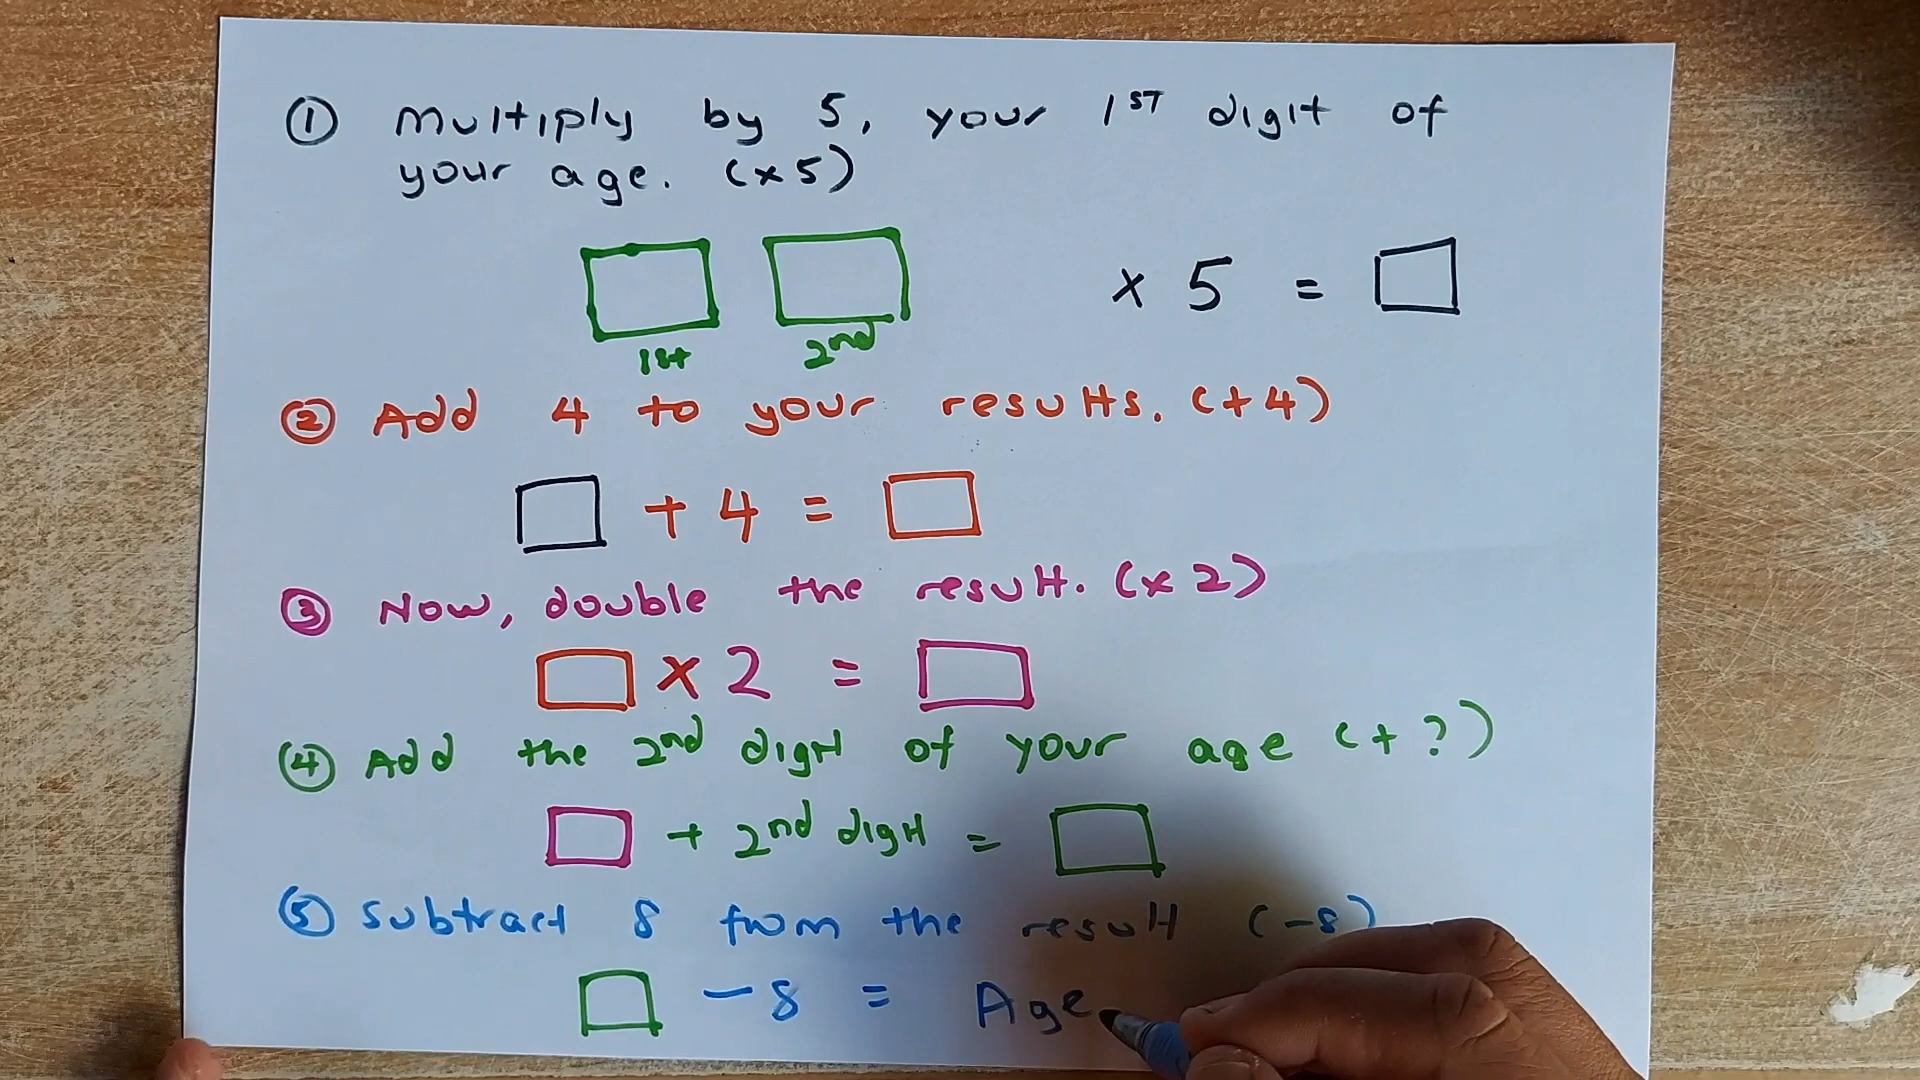 ① Multiply by 5, your 1ST digit of
your age. (x5)
x 5 =
1st 2nd
② Add 4 to your results. (+4)
+ 4 =
③ Now, double the result. (x2)
x 2 =
④ Add the 2nd digit of your age (+?)
+ 2nd digit =
⑤ Subtract 8 from the result (-8)
- 8 = Age